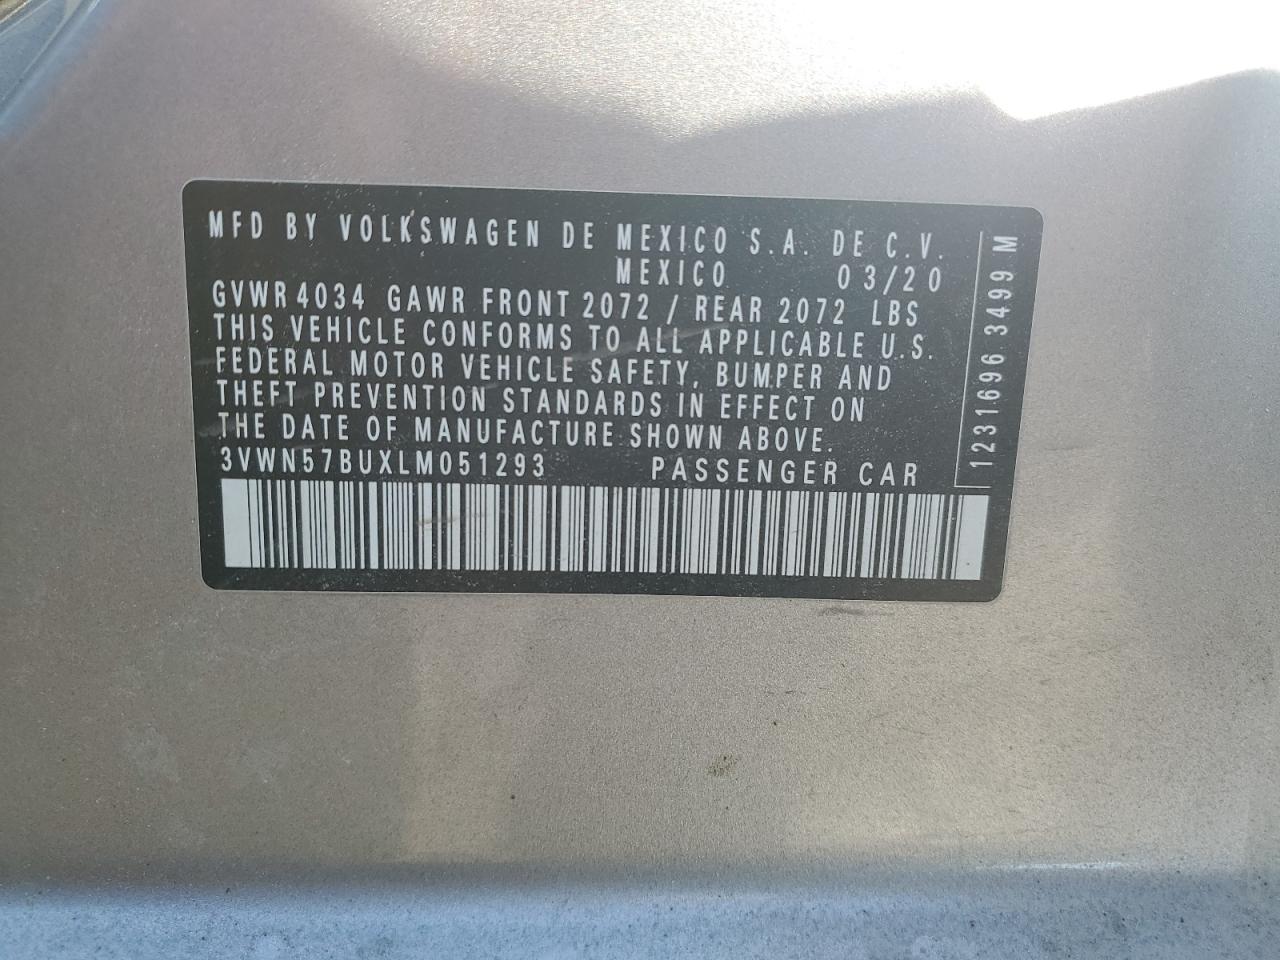 MFD BY VOLKSWAGEN DE MEXICO S.A. DE C.V.
MEXICO 03/20
GVWR 4034 GAWR FRONT 2072 / REAR 2072 LBS
THIS VEHICLE CONFORMS TO ALL APPLICABLE U.S.
FEDERAL MOTOR VEHICLE SAFETY, BUMPER AND
THEFT PREVENTION STANDARDS IN EFFECT ON
THE DATE OF MANUFACTURE SHOWN ABOVE.
3VWN57BUXLM051293 PASSENGER CAR
1231696 3499 M